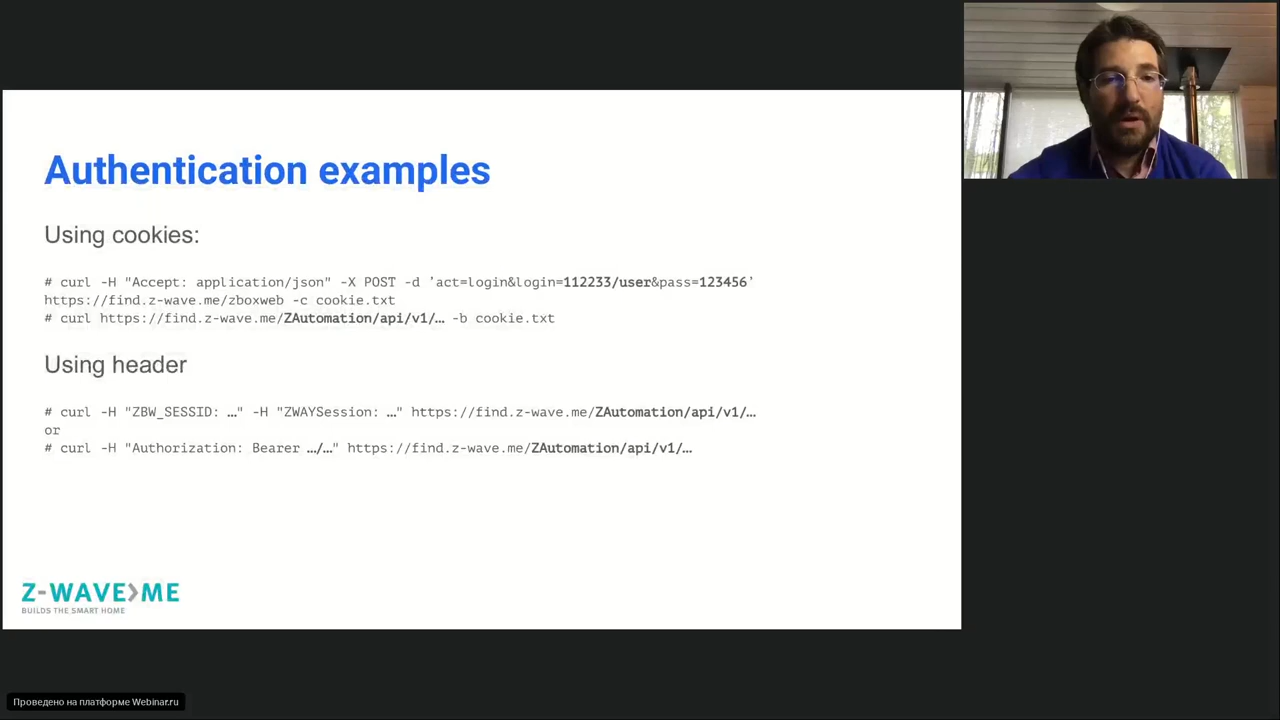 Authentication examples
Using cookies:
# curl -H "Accept: application/json" -X POST -d ’act=login&login=112233/user&pass=123456’
https://find.z-wave.me/zboxweb -c cookie.txt
# curl https://find.z-wave.me/ZAutomation/api/v1/… -b cookie.txt
Using header
# curl -H "ZBW_SESSID: …" -H "ZWAYSession: …" https://find.z-wave.me/ZAutomation/api/v1/…
or
# curl -H "Authorization: Bearer …/…" https://find.z-wave.me/ZAutomation/api/v1/…
Z-WAVE>ME
BUILDS THE SMART HOME
Проведено на платформе Webinar.ru